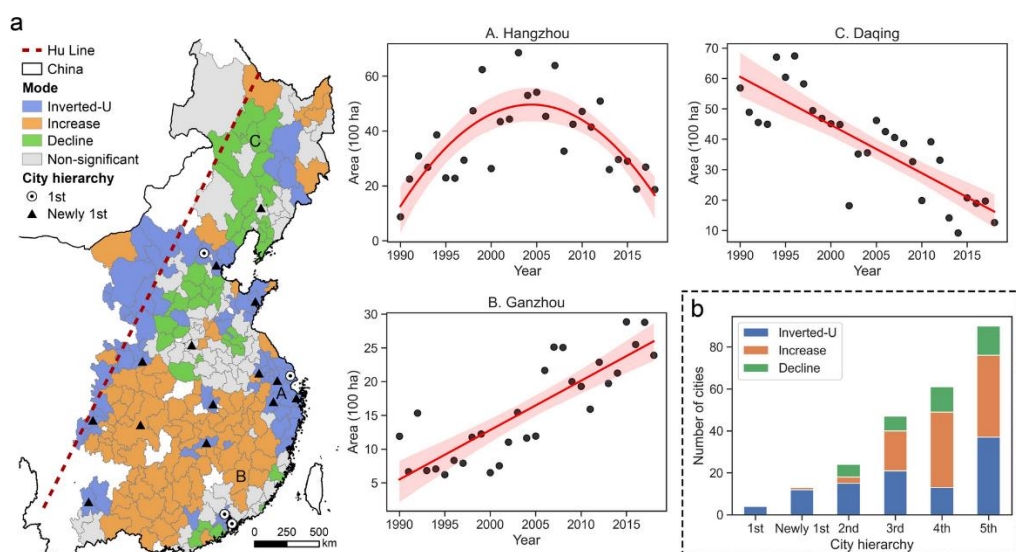 a
Hu Line
China
Mode
Inverted-U
Increase
Decline
Non-significant
City hierarchy
1st
Newly 1st
C
A
B
0 250 500
km
A. Hangzhou
Area (100 ha)
60
40
20
0
1990 1995 2000 2005 2010 2015
Year
C. Daqing
Area (100 ha)
70
60
50
40
30
20
10
1990 1995 2000 2005 2010 2015
Year
B. Ganzhou
Area (100 ha)
30
25
20
15
10
5
1990 1995 2000 2005 2010 2015
Year
b
Inverted-U
Increase
Decline
Number of cities
80
60
40
20
0
1st Newly 1st 2nd 3rd 4th 5th
City hierarchy